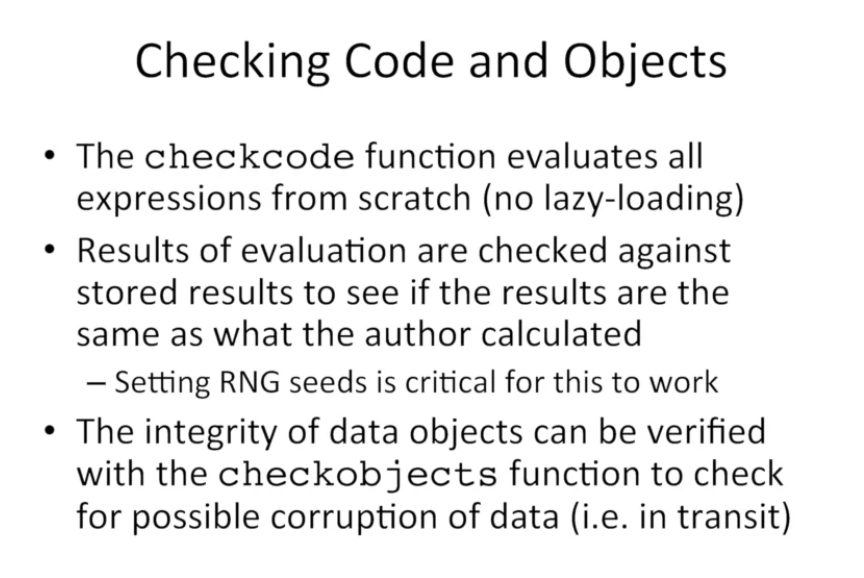 Checking Code and Objects
• The checkcode function evaluates all
expressions from scratch (no lazy-loading)
• Results of evaluation are checked against
stored results to see if the results are the
same as what the author calculated
– Setting RNG seeds is critical for this to work
• The integrity of data objects can be verified
with the checkobjects function to check
for possible corruption of data (i.e. in transit)